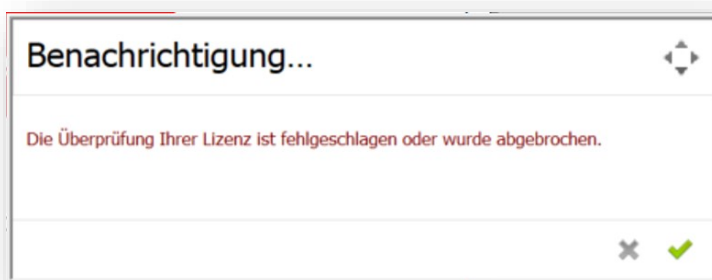 Benachrichtigung...
Die Überprüfung Ihrer Lizenz ist fehlgeschlagen oder wurde abgebrochen.